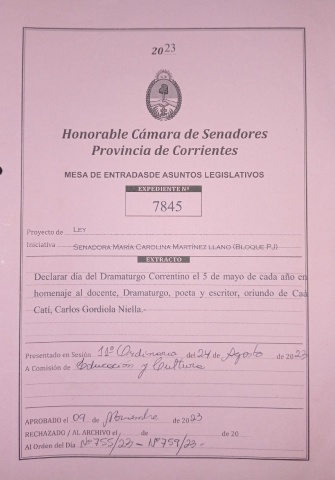 2023
Honorable Cámara de Senadores
Provincia de Corrientes
MESA DE ENTRADASDE ASUNTOS LEGISLATIVOS
EXPEDIENTE Nº
7845
Proyecto de LEY
Iniciativa SENADORA MARÍA CAROLINA MARTÍNEZ LLANO (BLOQUE PJ)
EXTRACTO
Declarar día del Dramaturgo Correntino el 5 de mayo de cada año en
homenaje al docente, Dramaturgo, poeta y escritor, oriundo de Caá
Catí, Carlos Gordiola Niella.-
Presentado en Sesión 11º Ordinaria del 24 de Agosto de 2023
A Comisión de Educación y Cultura
APROBADO el 09 de Noviembre de 2023
RECHAZADO / AL ARCHIVO el de de 20
Al Orden del Día Nº 755/23 - Nº 759/23 -